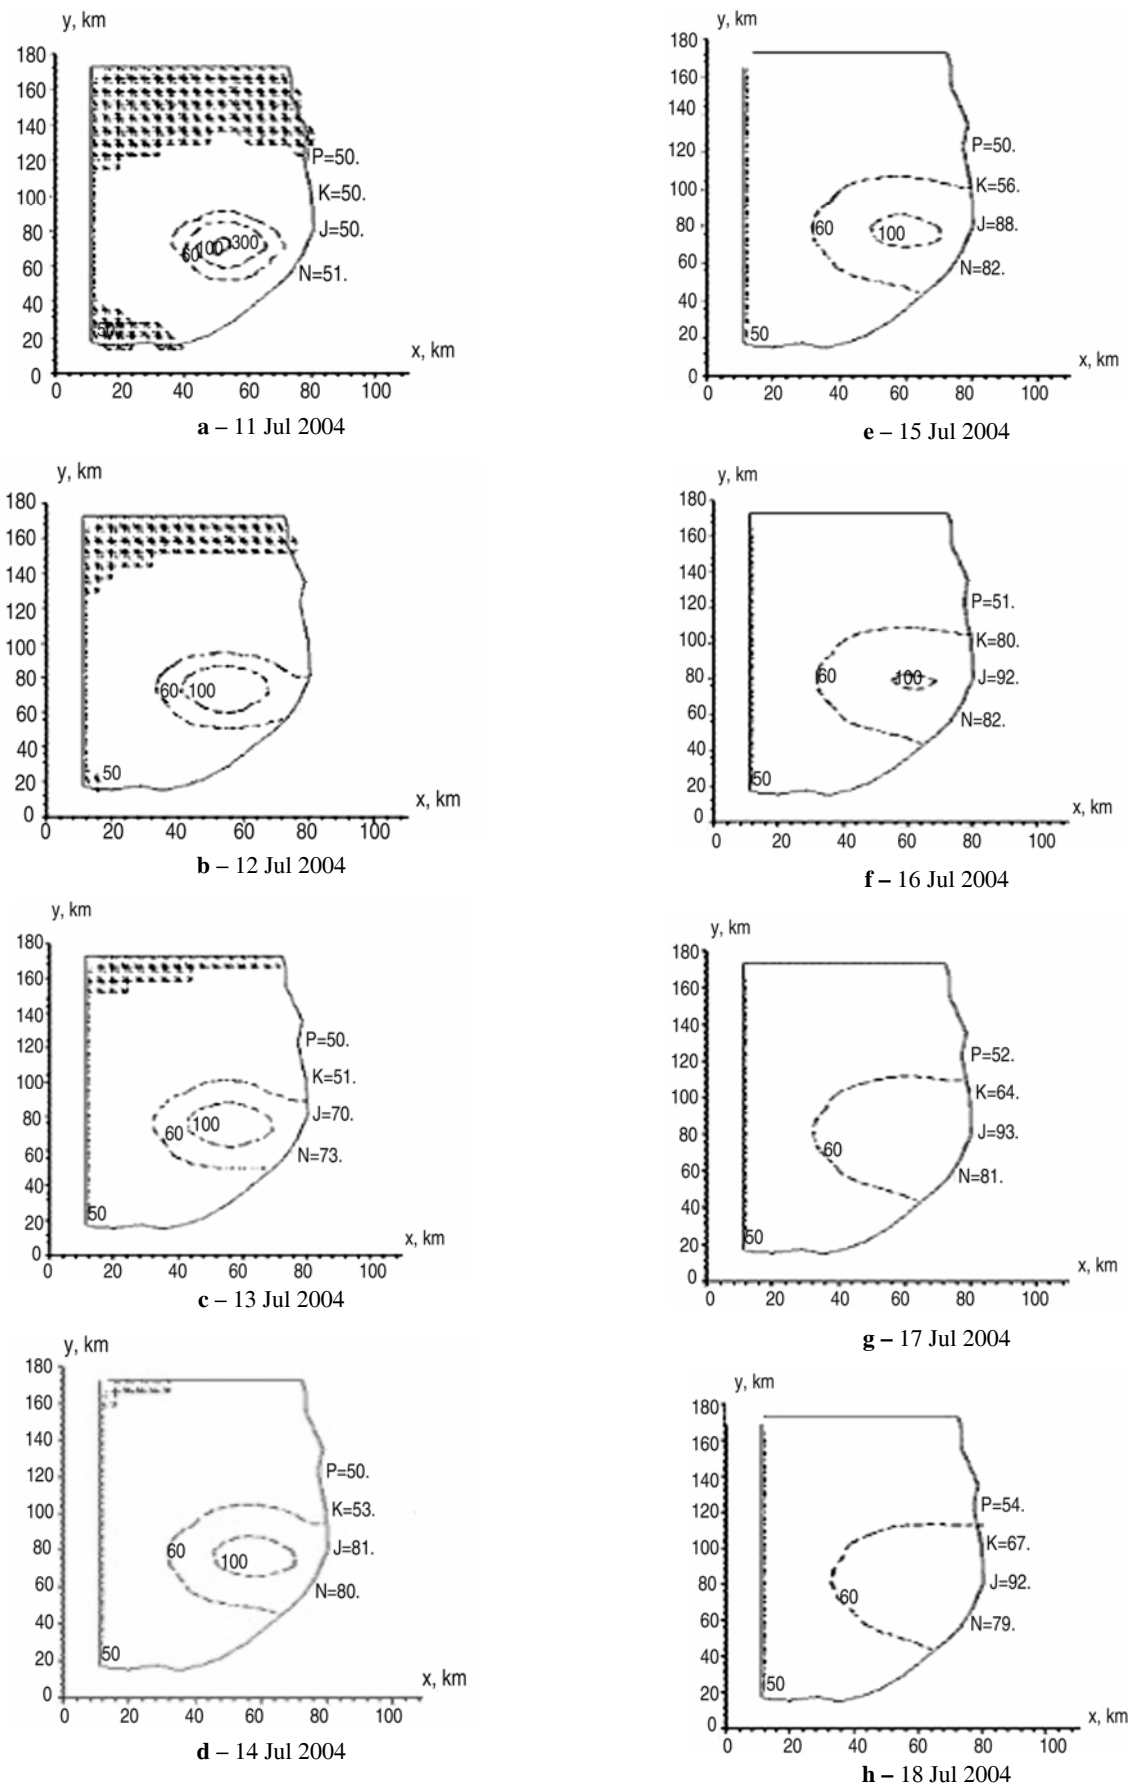 y, km
180
160
140
120
100
80
60
40
20
0
P=50.
K=50.
J=50.
N=51.
60 100 300
50
x, km
0 20 40 60 80 100
a – 11 Jul 2004
y, km
180
160
140
120
100
80
60
40
20
0
60 100
50
x, km
0 20 40 60 80 100
b – 12 Jul 2004
y, km
180
160
140
120
100
80
60
40
20
0
P=50.
K=51.
J=70.
N=73.
100
60
50
x, km
0 20 40 60 80 100
c – 13 Jul 2004
y, km
180
160
140
120
100
80
60
40
20
0
P=50.
K=53.
J=81.
N=80.
60
100
50
x, km
0 20 40 60 80 100
d – 14 Jul 2004
y, km
180
160
140
120
100
80
60
40
20
0
P=50.
K=56.
J=88.
N=82.
60
100
50
x, km
0 20 40 60 80 100
e – 15 Jul 2004
y, km
180
160
140
120
100
80
60
40
20
0
P=51.
K=80.
J=92.
N=82.
60 100
50
x, km
0 20 40 60 80 100
f – 16 Jul 2004
y, km
180
160
140
120
100
80
60
40
20
0
P=52.
K=64.
J=93.
N=81.
60
50
x, km
0 20 40 60 80 100
g – 17 Jul 2004
y, km
180
160
140
120
100
80
60
40
20
0
P=54.
K=67.
J=92.
N=79.
60
50
x, km
0 20 40 60 80 100
h – 18 Jul 2004